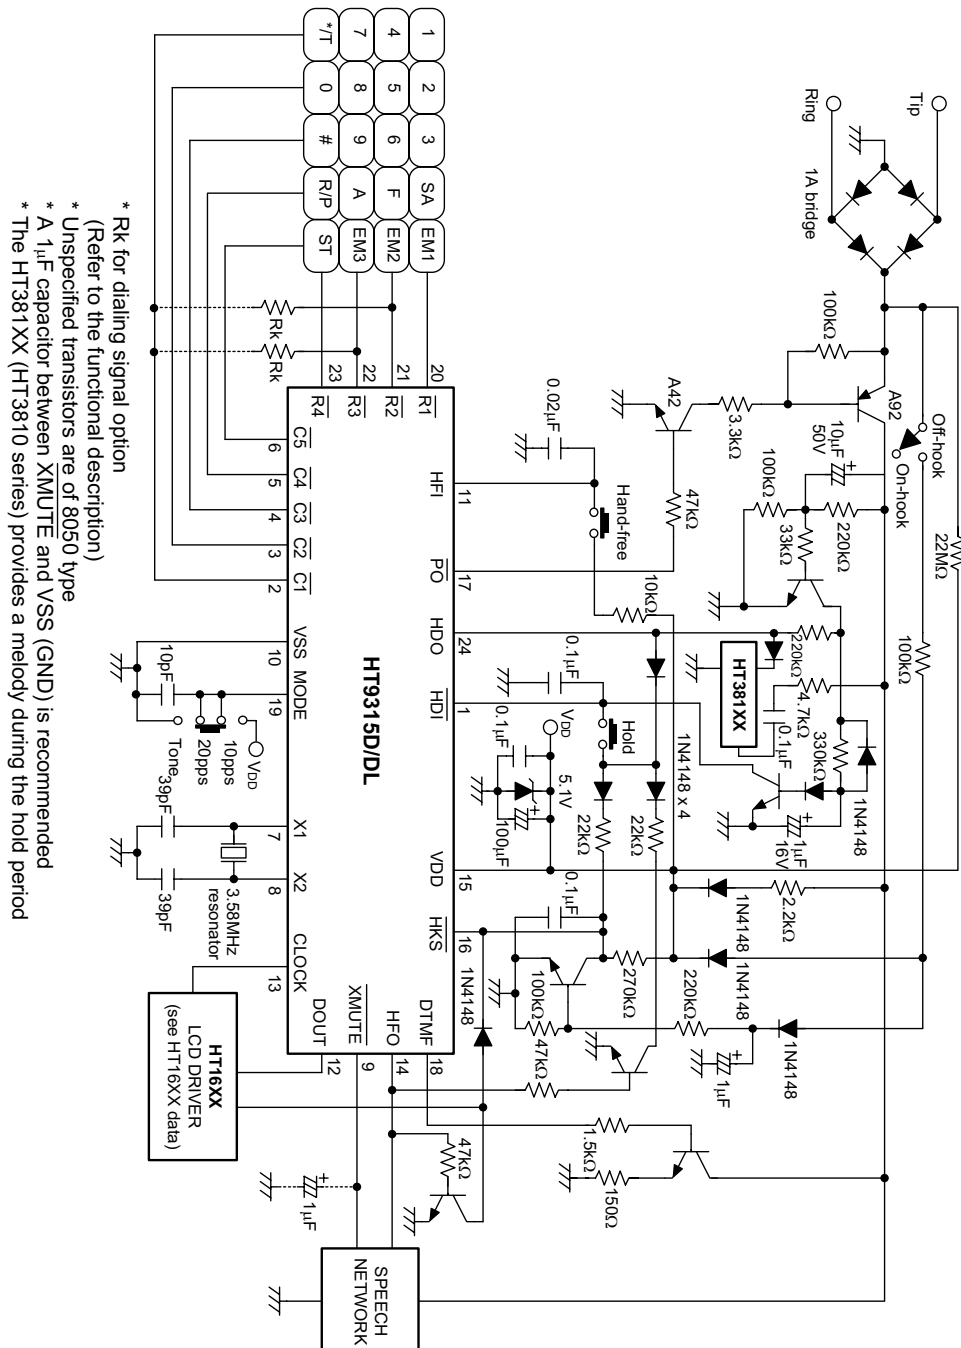 Tip
Ring
1A bridge
100kΩ
A92
Off-hook
On-hook
22MΩ
100kΩ
A42
3.3kΩ
10μF
50V
100kΩ
33kΩ
220kΩ
47kΩ
0.02μF
Hand-free
10kΩ
220kΩ
HT381XX
4.7kΩ
0.1μF
330kΩ
1N4148
1μF
16V
0.1μF
Hold
1N4148 x 4
0.1μF
VDD
5.1V
100μF
22kΩ
22kΩ
0.1μF
1N4148
2.2kΩ
1N4148
270kΩ
100kΩ
220kΩ
1N4148
1μF
1N4148
47kΩ
1.5kΩ
150Ω
47kΩ
1μF
SPEECH
NETWORK
1 2 3 SA EM1
4 5 6 F EM2
7 8 9 A EM3
*/T 0 # R/P ST
Rk
Rk
20 21 22 23
R1 R2 R3 R4
HFI 11
PO 17
HDO 24
HDI 1
VDD 15
HKS 16
DTMF 18
HFO 14
XMUTE 9
DOUT 12
HT9315D/DL
C5 6
C4 5
C3 4
C2 3
C1 2
VSS 10
MODE 19
X1 7
X2 8
CLOCK 13
10pF
VDD
10pps
20pps
Tone
39pF
39pF
3.58MHz
resonator
HT16XX
LCD DRIVER
(see HT16XX data)
* Rk for dialing signal option
(Refer to the functional description)
* Unspecified transistors are of 8050 type
* A 1μF capacitor between XMUTE and VSS (GND) is recommended
* The HT381XX (HT3810 series) provides a melody during the hold period